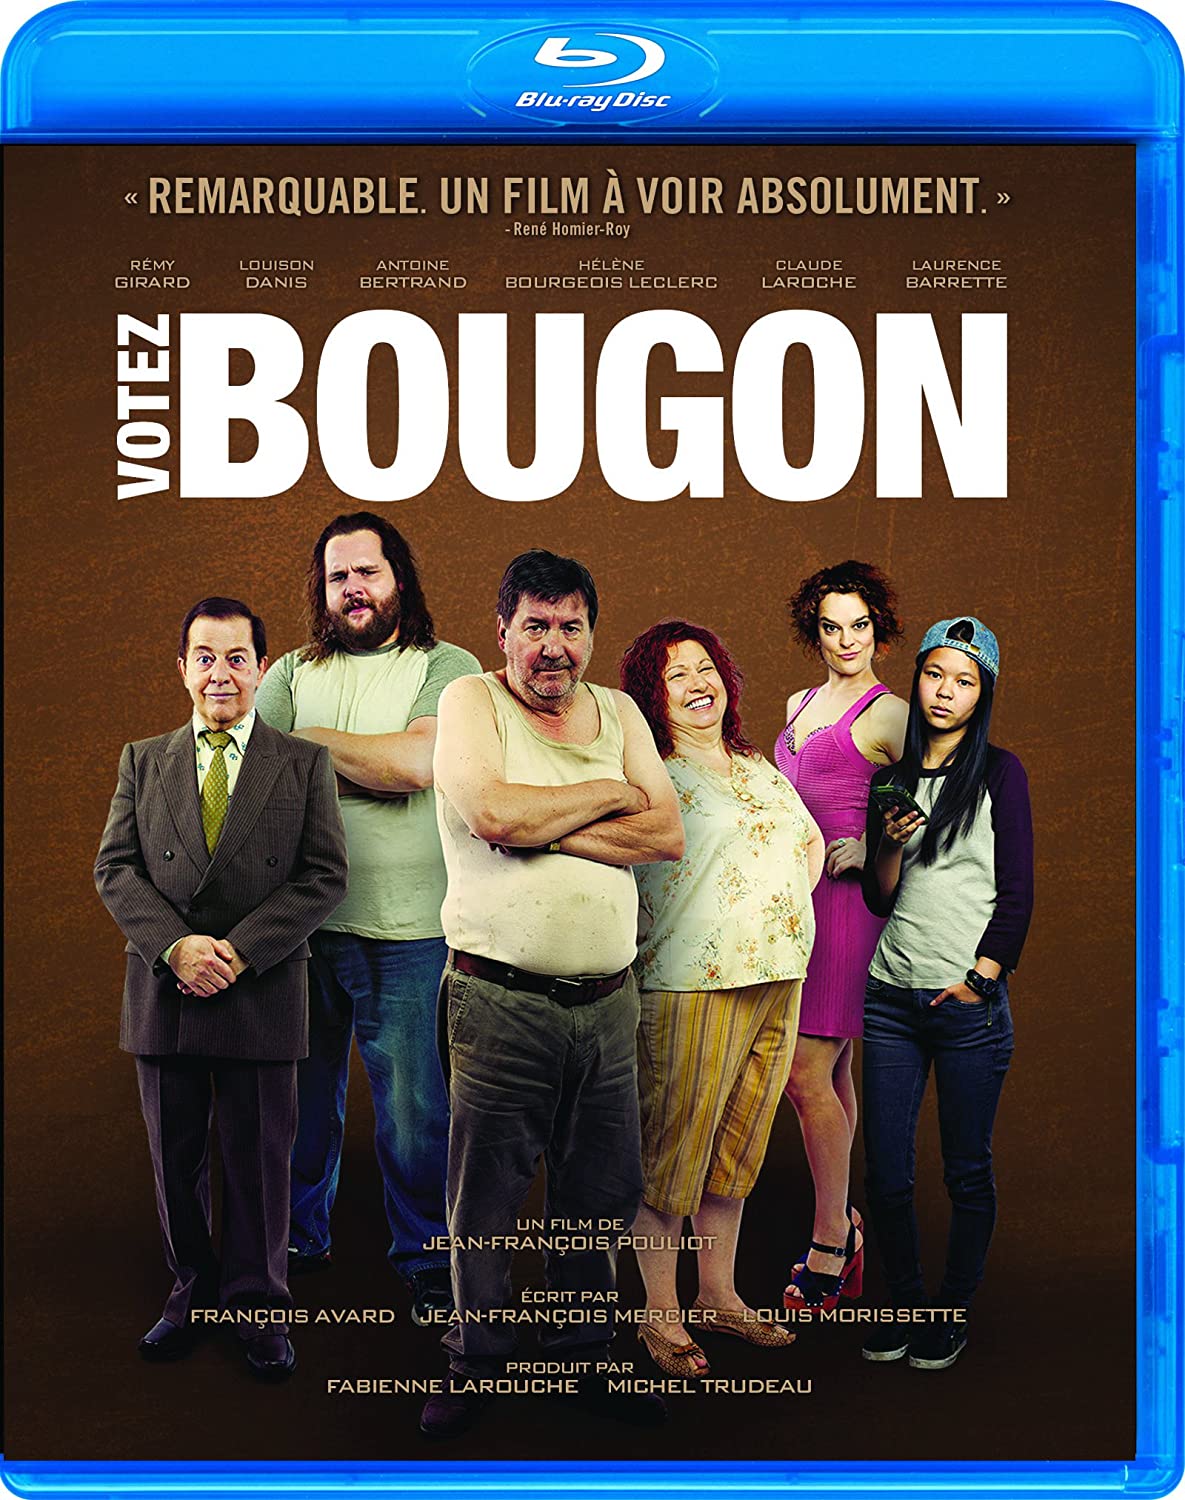 Blu-ray Disc
« REMARQUABLE. UN FILM À VOIR ABSOLUMENT. »
- René Homier-Roy
RÉMY GIRARD
LOUISON DANIS
ANTOINE BERTRAND
HÉLÈNE BOURGEOIS LECLERC
CLAUDE LAROCHE
LAURENCE BARRETTE
VOTEZ
BOUGON
UN FILM DE
JEAN-FRANÇOIS POULIOT
ÉCRIT PAR
FRANÇOIS AVARD JEAN-FRANÇOIS MERCIER LOUIS MORISSETTE
PRODUIT PAR
FABIENNE LAROUCHE MICHEL TRUDEAU